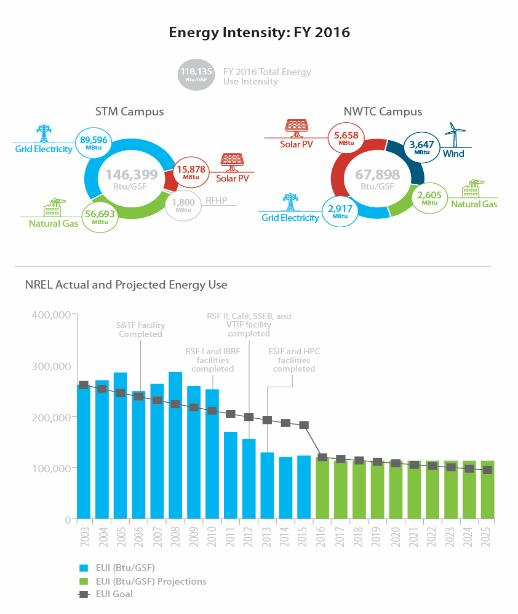 Energy Intensity: FY 2016
118,135
Btu/GSF
FY 2016 Total Energy
Use Intensity
STM Campus
89,596
MBtu
Grid Electricity
146,399
Btu/GSF
15,878
MBtu
Solar PV
1,800
MBtu
RFHP
56,693
MBtu
Natural Gas
NWTC Campus
5,658
MBtu
Solar PV
3,647
MBtu
Wind
67,898
Btu/GSF
2,917
MBtu
Grid Electricity
2,605
MBtu
Natural Gas
NREL Actual and Projected Energy Use
400,000
300,000
200,000
100,000
0
S&TF Facility
Completed
RSF II, Café, SSEB, and
VTIF facility
completed
RSF I and IBRF
facilities
completed
ESIF and HPC
facilities
completed
2003
2004
2005
2006
2007
2008
2009
2010
2011
2012
2013
2014
2015
2016
2017
2018
2019
2020
2021
2022
2023
2024
2025
EUI (Btu/GSF)
EUI (Btu/GSF) Projections
EUI Goal